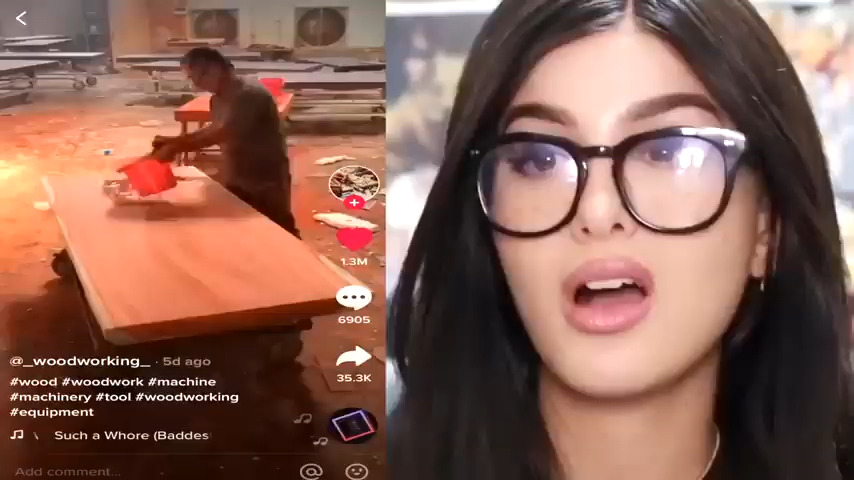 1.3M
6905
35.3K
@_woodworking_ · 5d ago
#wood #woodwork #machine
#machinery #tool #woodworking
#equipment
Such a Whore (Baddes
Add comment...